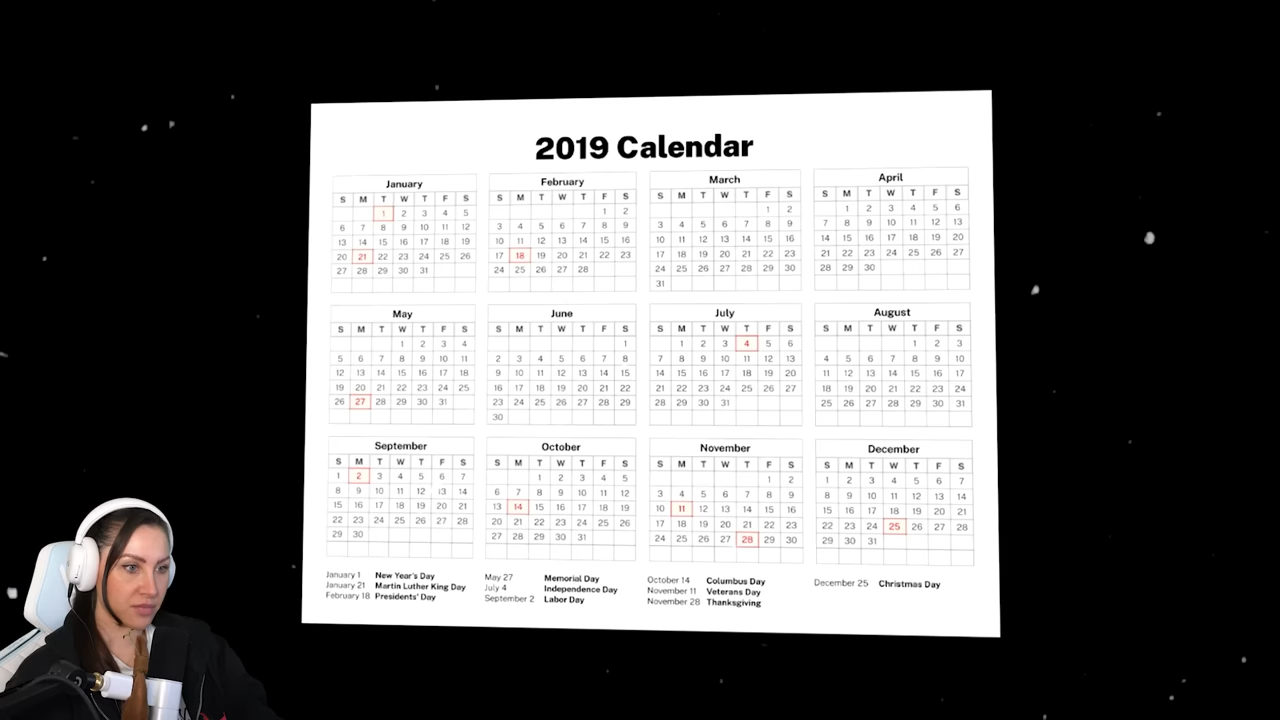 2019 Calendar
January
S M T W T F S
1 2 3 4 5
6 7 8 9 10 11 12
13 14 15 16 17 18 19
20 21 22 23 24 25 26
27 28 29 30 31
February
S M T W T F S
1 2
3 4 5 6 7 8 9
10 11 12 13 14 15 16
17 18 19 20 21 22 23
24 25 26 27 28
March
S M T W T F S
1 2
3 4 5 6 7 8 9
10 11 12 13 14 15 16
17 18 19 20 21 22 23
24 25 26 27 28 29 30
31
April
S M T W T F S
1 2 3 4 5 6
7 8 9 10 11 12 13
14 15 16 17 18 19 20
21 22 23 24 25 26 27
28 29 30
May
S M T W T F S
1 2 3 4
5 6 7 8 9 10 11
12 13 14 15 16 17 18
19 20 21 22 23 24 25
26 27 28 29 30 31
June
S M T W T F S
1
2 3 4 5 6 7 8
9 10 11 12 13 14 15
16 17 18 19 20 21 22
23 24 25 26 27 28 29
30
July
S M T W T F S
1 2 3 4 5 6
7 8 9 10 11 12 13
14 15 16 17 18 19 20
21 22 23 24 25 26 27
28 29 30 31
August
S M T W T F S
1 2 3
4 5 6 7 8 9 10
11 12 13 14 15 16 17
18 19 20 21 22 23 24
25 26 27 28 29 30 31
September
S M T W T F S
1 2 3 4 5 6 7
8 9 10 11 12 13 14
15 16 17 18 19 20 21
22 23 24 25 26 27 28
29 30
October
S M T W T F S
1 2 3 4 5
6 7 8 9 10 11 12
13 14 15 16 17 18 19
20 21 22 23 24 25 26
27 28 29 30 31
November
S M T W T F S
1 2
3 4 5 6 7 8 9
10 11 12 13 14 15 16
17 18 19 20 21 22 23
24 25 26 27 28 29 30
December
S M T W T F S
1 2 3 4 5 6 7
8 9 10 11 12 13 14
15 16 17 18 19 20 21
22 23 24 25 26 27 28
29 30 31
January 1 New Year's Day
January 21 Martin Luther King Day
February 18 Presidents' Day
May 27 Memorial Day
July 4 Independence Day
September 2 Labor Day
October 14 Columbus Day
November 11 Veterans Day
November 28 Thanksgiving
December 25 Christmas Day